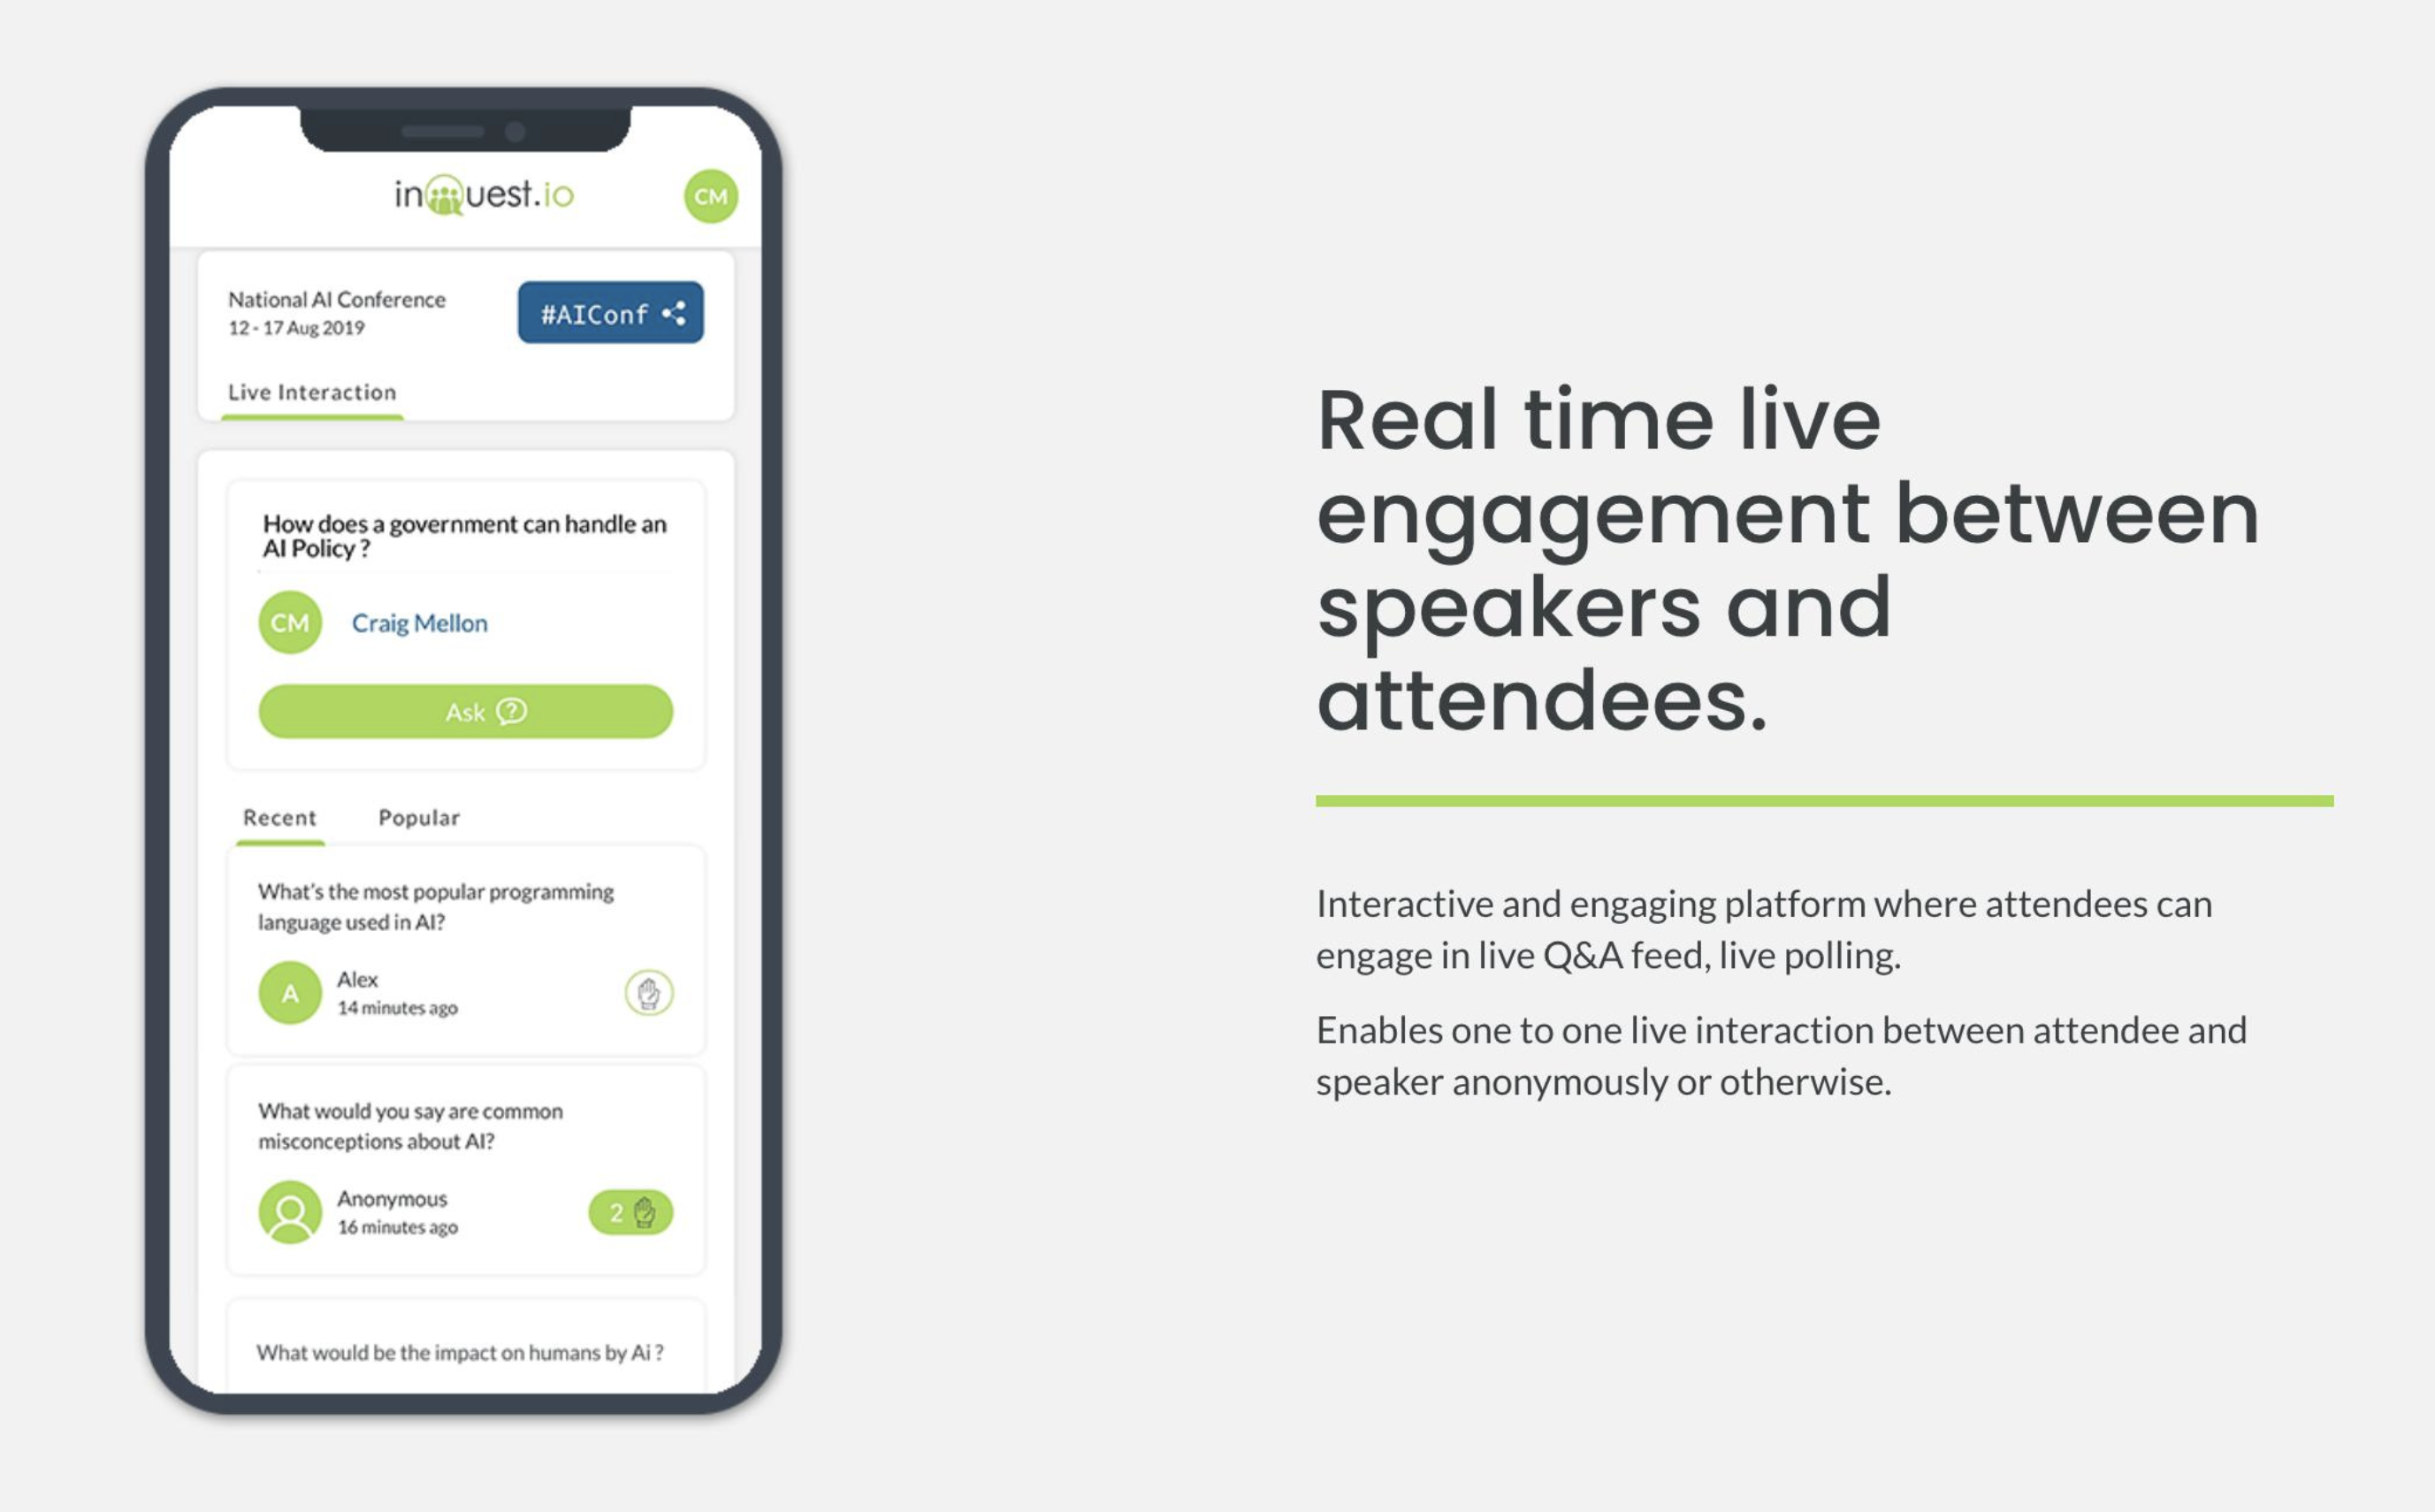 inQuest.io
CM
National AI Conference
12 - 17 Aug 2019
#AIConf
Live Interaction
How does a government can handle an
AI Policy ?
CM
Craig Mellon
Ask ?
Recent
Popular
What's the most popular programming
language used in AI?
A
Alex
14 minutes ago
What would you say are common
misconceptions about AI?
Anonymous
16 minutes ago
2
What would be the impact on humans by Ai ?
Real time live
engagement between
speakers and
attendees.
Interactive and engaging platform where attendees can
engage in live Q&A feed, live polling.
Enables one to one live interaction between attendee and
speaker anonymously or otherwise.